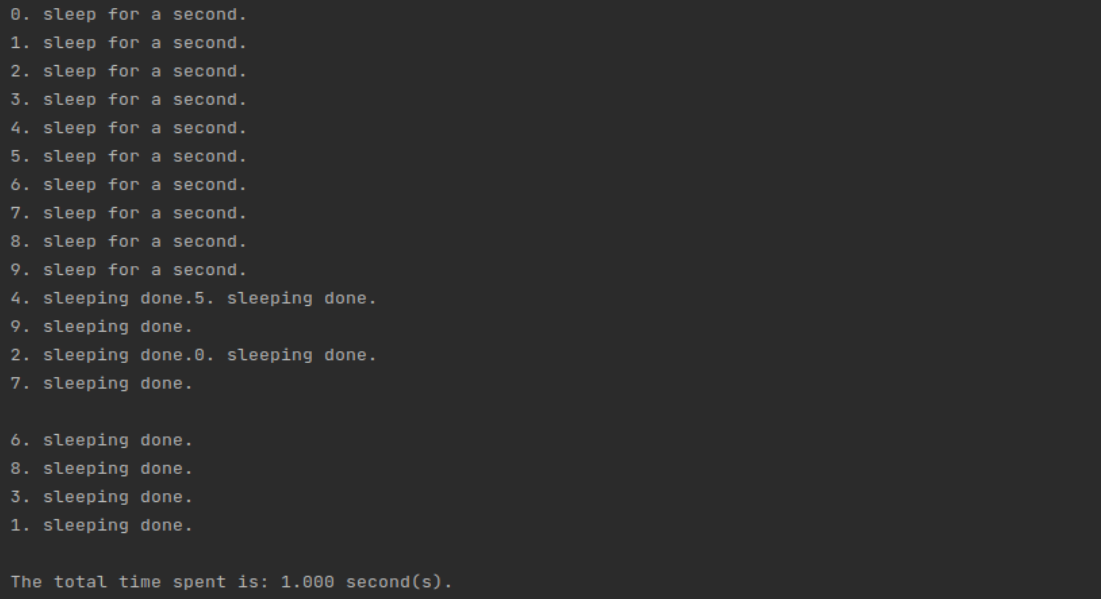 0. sleep for a second.
1. sleep for a second.
2. sleep for a second.
3. sleep for a second.
4. sleep for a second.
5. sleep for a second.
6. sleep for a second.
7. sleep for a second.
8. sleep for a second.
9. sleep for a second.
4. sleeping done.5. sleeping done.
9. sleeping done.
2. sleeping done.0. sleeping done.
7. sleeping done.
6. sleeping done.
8. sleeping done.
3. sleeping done.
1. sleeping done.
The total time spent is: 1.000 second(s).